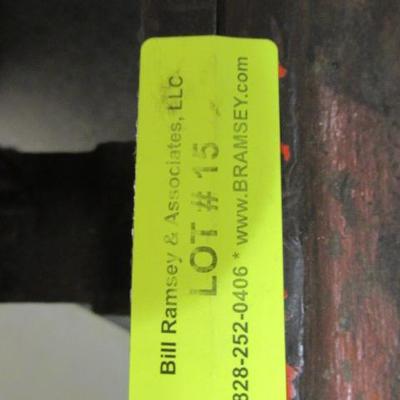 Bill Ramsey & Associates, LLC
LOT # 15
828-252-0406 * www.BRAMSEY.com